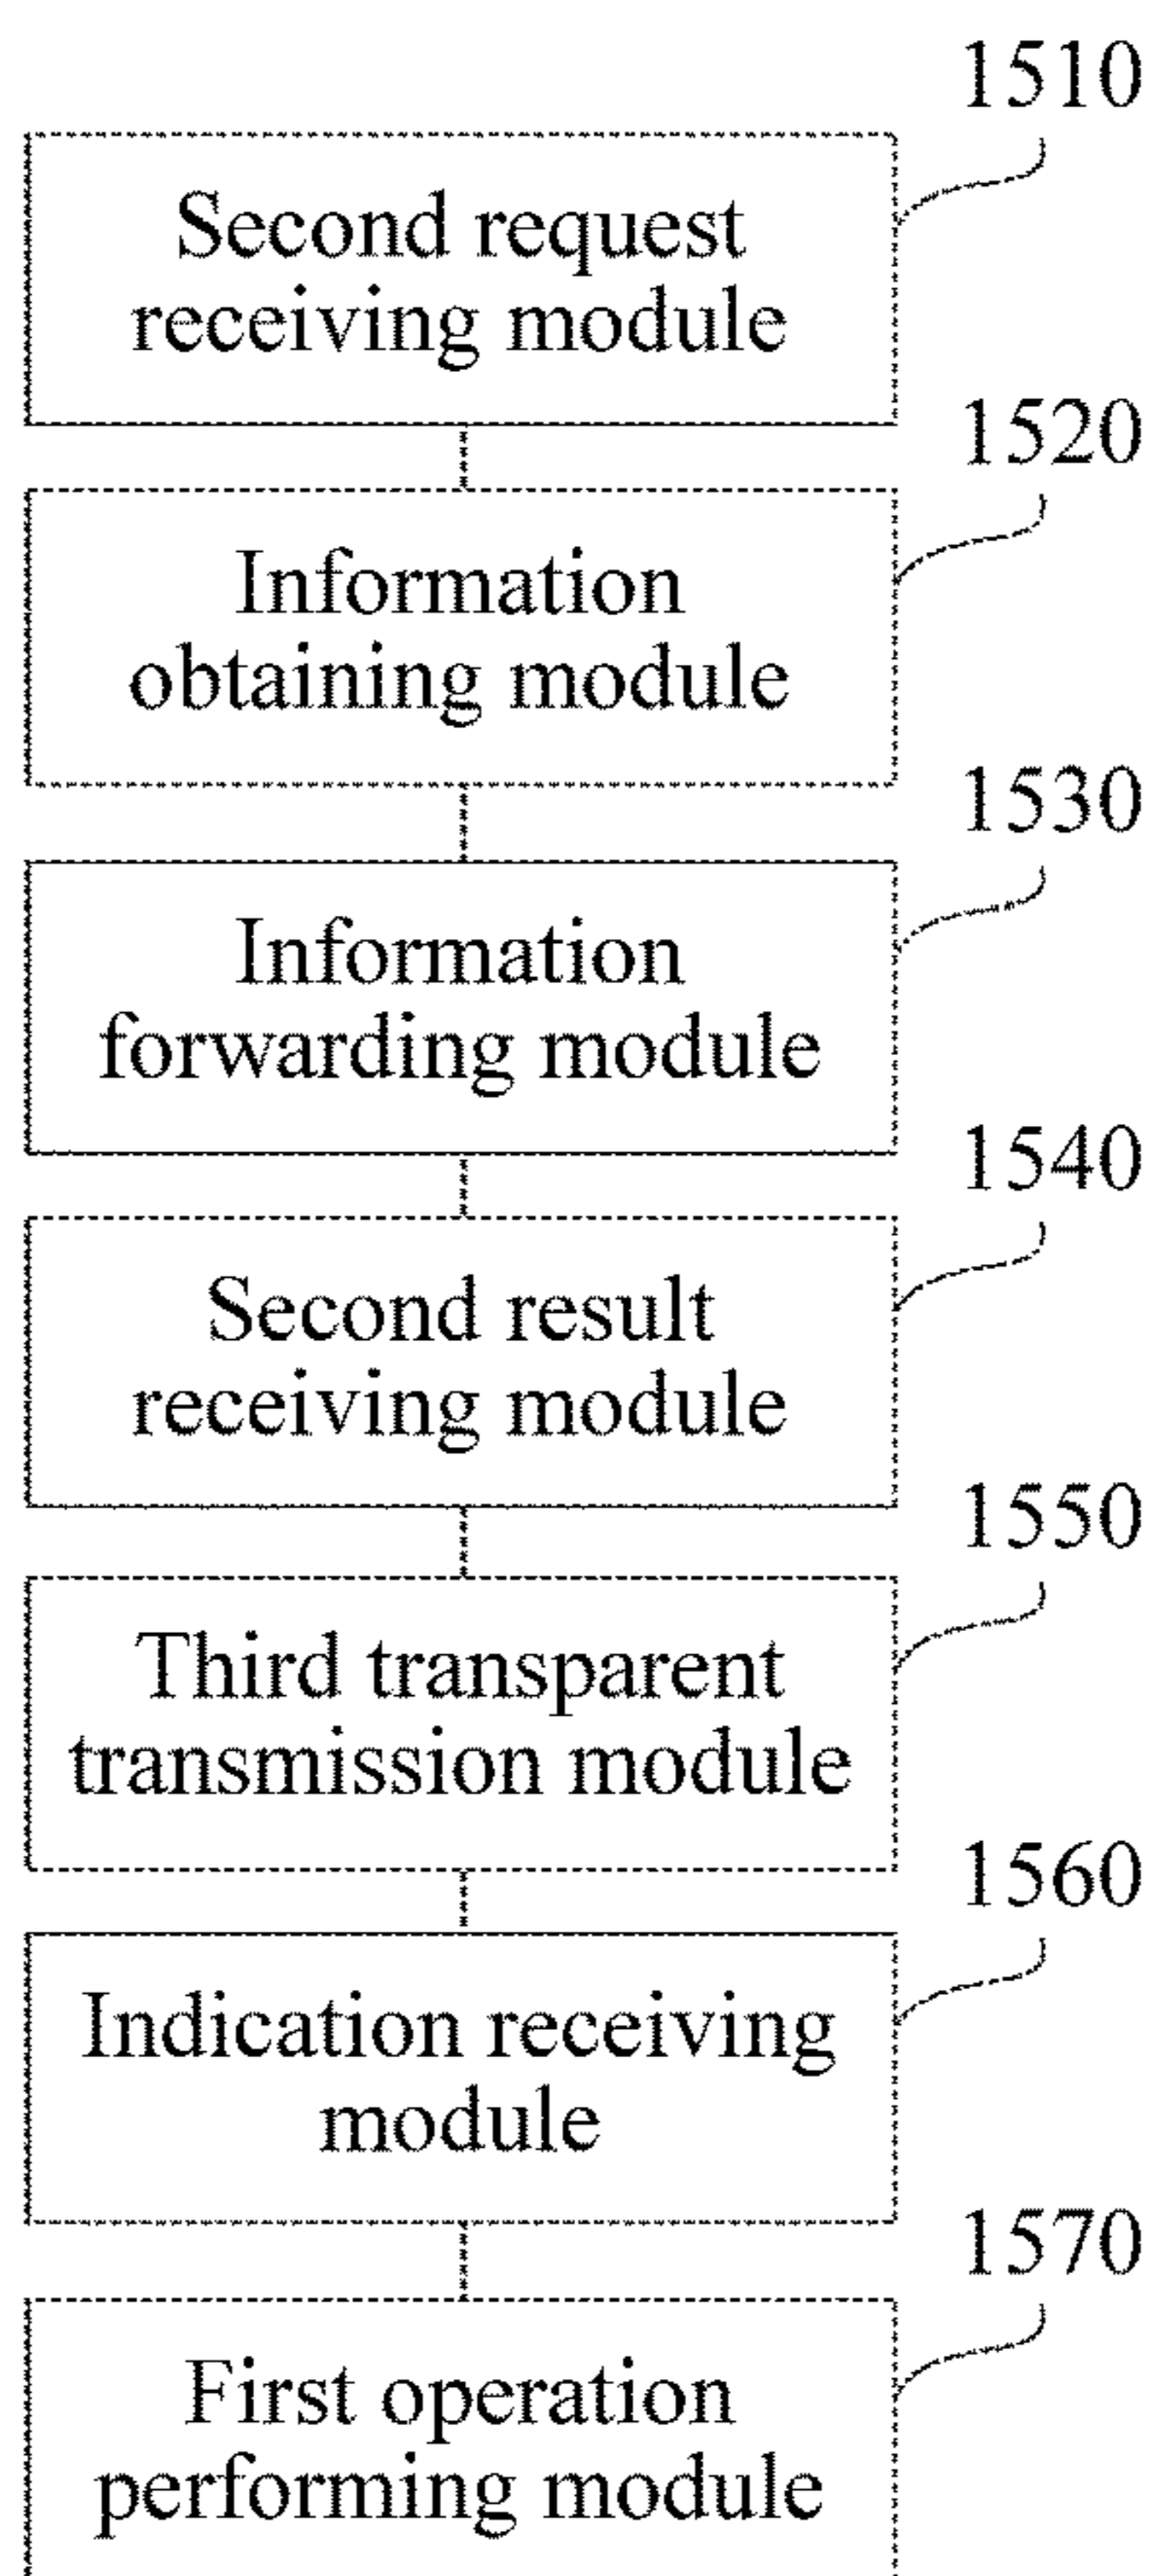 1510
Second request
receiving module
1520
Information
obtaining module
1530
Information
forwarding module
1540
Second result
receiving module
1550
Third transparent
transmission module
1560
Indication receiving
module
1570
First operation
performing module